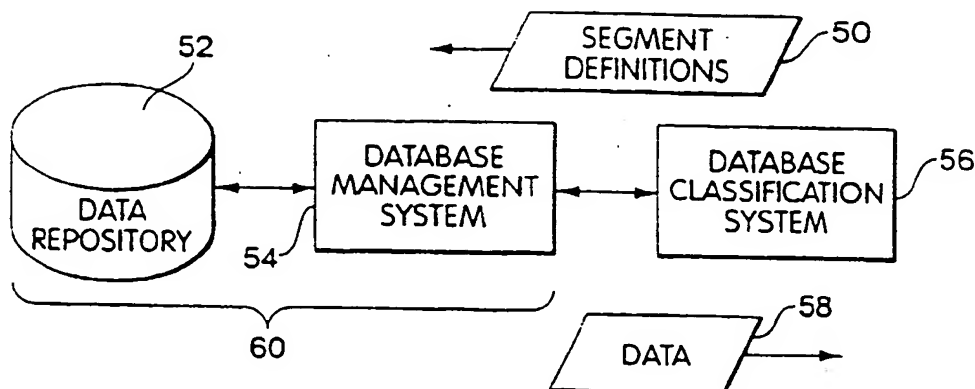 52
SEGMENT
DEFINITIONS
50
DATA
REPOSITORY
DATABASE
MANAGEMENT
SYSTEM
54
DATABASE
CLASSIFICATION
SYSTEM
56
60
DATA
58